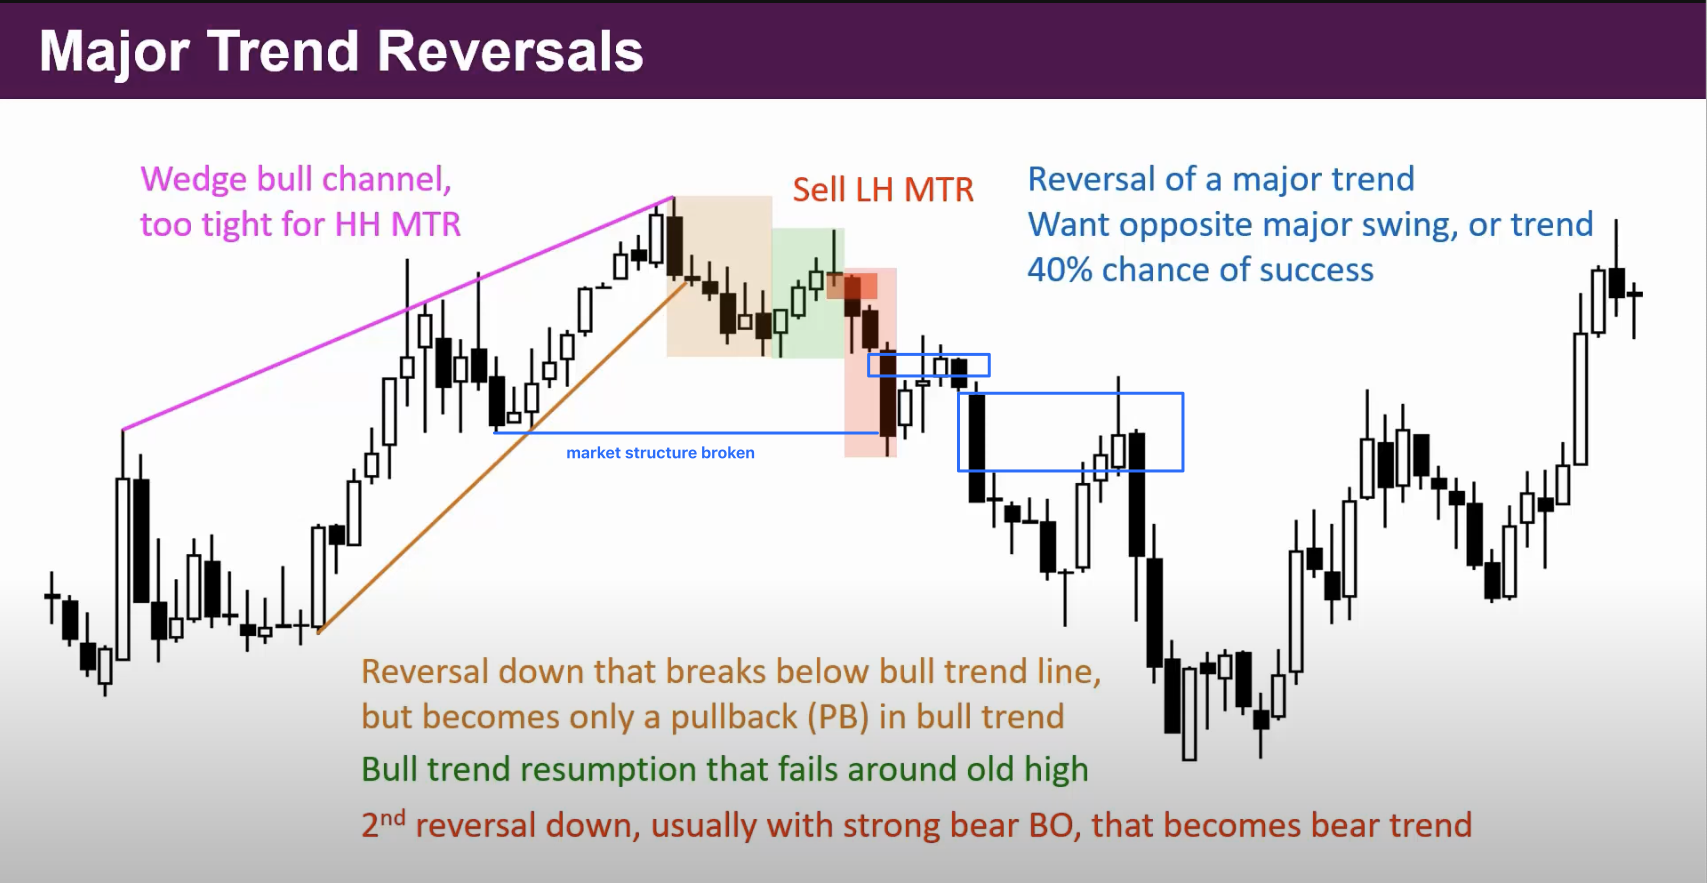 Major Trend Reversals
Wedge bull channel,
too tight for HH MTR
Sell LH MTR
Reversal of a major trend
Want opposite major swing, or trend
40% chance of success
market structure broken
Reversal down that breaks below bull trend line,
but becomes only a pullback (PB) in bull trend
Bull trend resumption that fails around old high
2nd reversal down, usually with strong bear BO, that becomes bear trend